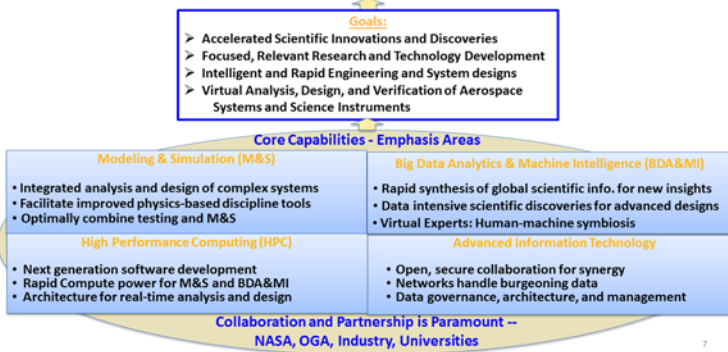 Goals:
➢ Accelerated Scientific Innovations and Discoveries
➢ Focused, Relevant Research and Technology Development
➢ Intelligent and Rapid Engineering and System designs
➢ Virtual Analysis, Design, and Verification of Aerospace
Systems and Science Instruments
Core Capabilities - Emphasis Areas
Modeling & Simulation (M&S)
• Integrated analysis and design of complex systems
• Facilitate improved physics-based discipline tools
• Optimally combine testing and M&S
Big Data Analytics & Machine Intelligence (BDA&MI)
• Rapid synthesis of global scientific info. for new insights
• Data intensive scientific discoveries for advanced designs
• Virtual Experts: Human-machine symbiosis
High Performance Computing (HPC)
• Next generation software development
• Rapid Compute power for M&S and BDA&MI
• Architecture for real-time analysis and design
Advanced Information Technology
• Open, secure collaboration for synergy
• Networks handle burgeoning data
• Data governance, architecture, and management
Collaboration and Partnership is Paramount --
NASA, OGA, Industry, Universities
7